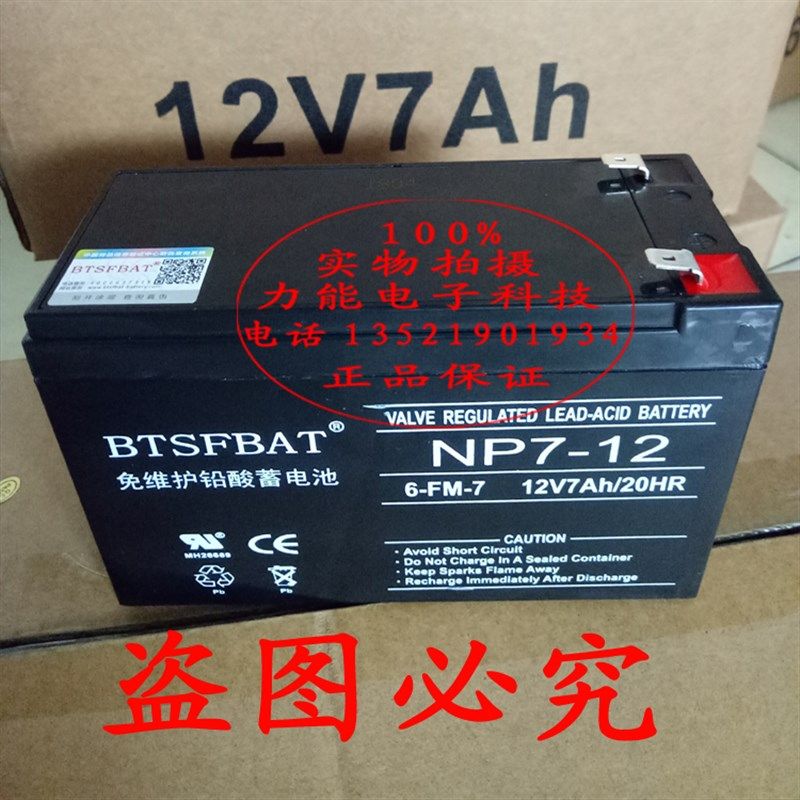 12V7Ah
BTSFBAT®
100%
实物拍摄
力能电子科技
电话 13521901934
正品保证
VALVE REGULATED LEAD-ACID BATTERY
BTSFBAT®
免维护铅酸蓄电池
NP7-12
6-FM-7 12V7Ah/20HR
MH26669
CE
Pb
Pb
CAUTION
• Avoid Short Circuit
• Do Not Charge In A Sealed Container
• Keep Sparks Flame Away
• Recharge Immediately After Discharge
盗图必究